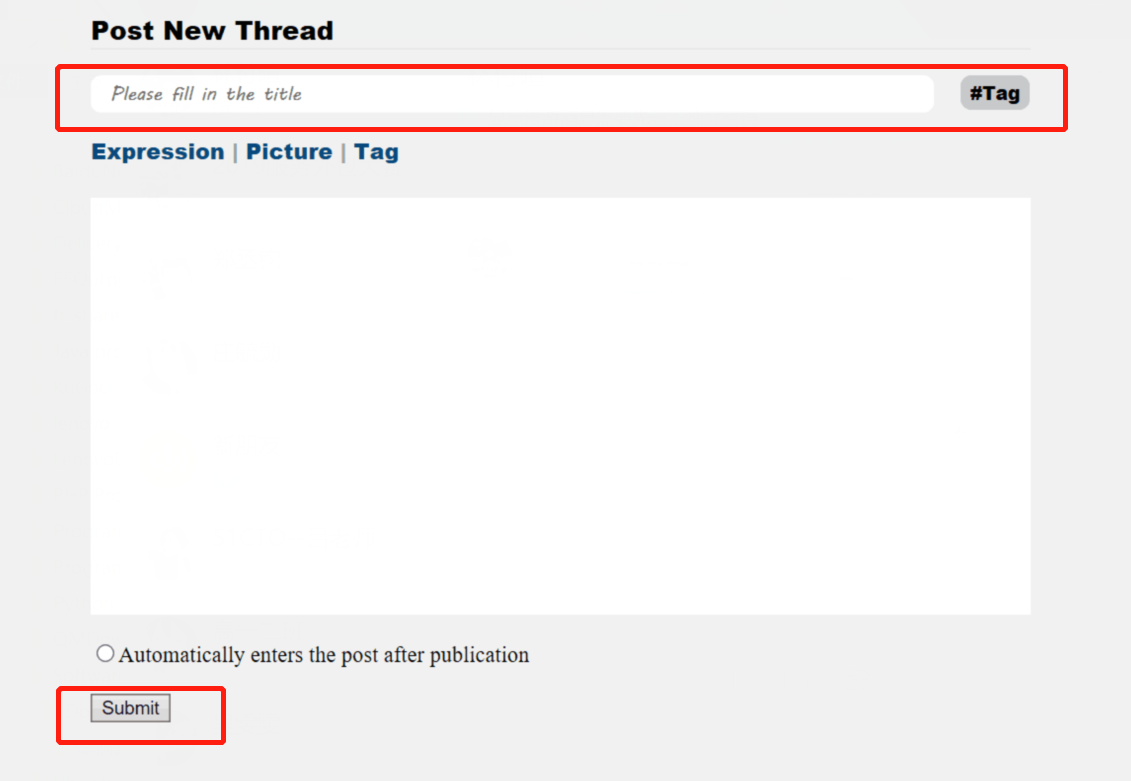 Post New Thread
Please fill in the title #Tag
Expression | Picture | Tag
Automatically enters the post after publication
Submit